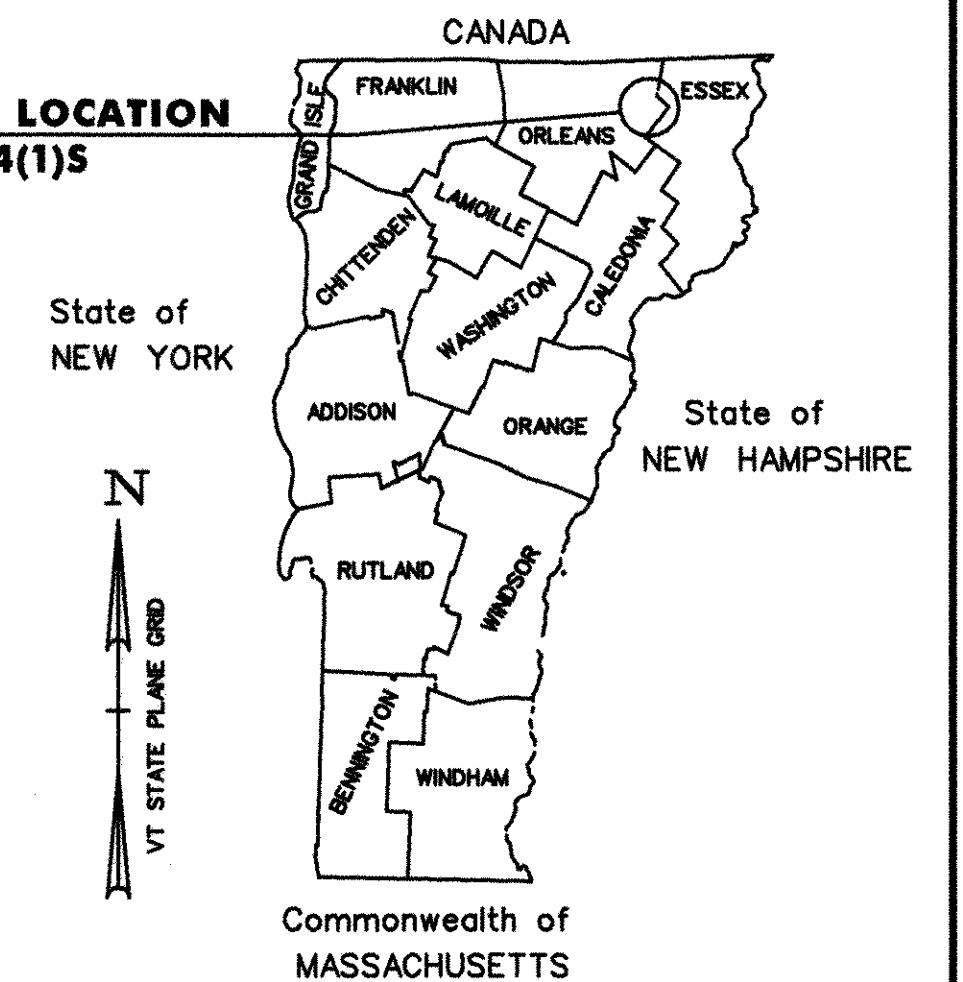 CANADA
LOCATION
4(1)S
GRAND ISLE
FRANKLIN
ESSEX
ORLEANS
LAMOILLE
CHITTENDEN
CALEDONIA
WASHINGTON
State of
NEW YORK
ADDISON
ORANGE
State of
NEW HAMPSHIRE
N
VT STATE PLANE GRID
RUTLAND
WINDSOR
BENNINGTON
WINDHAM
Commonwealth of
MASSACHUSETTS